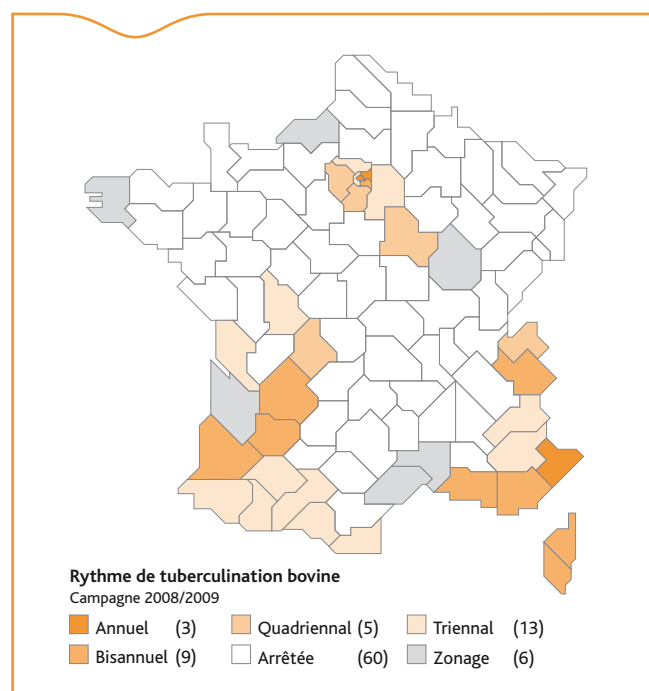 Rythme de tuberculination bovine
Campagne 2008/2009
Annuel (3) Quadriennal (5) Triennal (13)
Bisannuel (9) Arrêtée (60) Zonage (6)